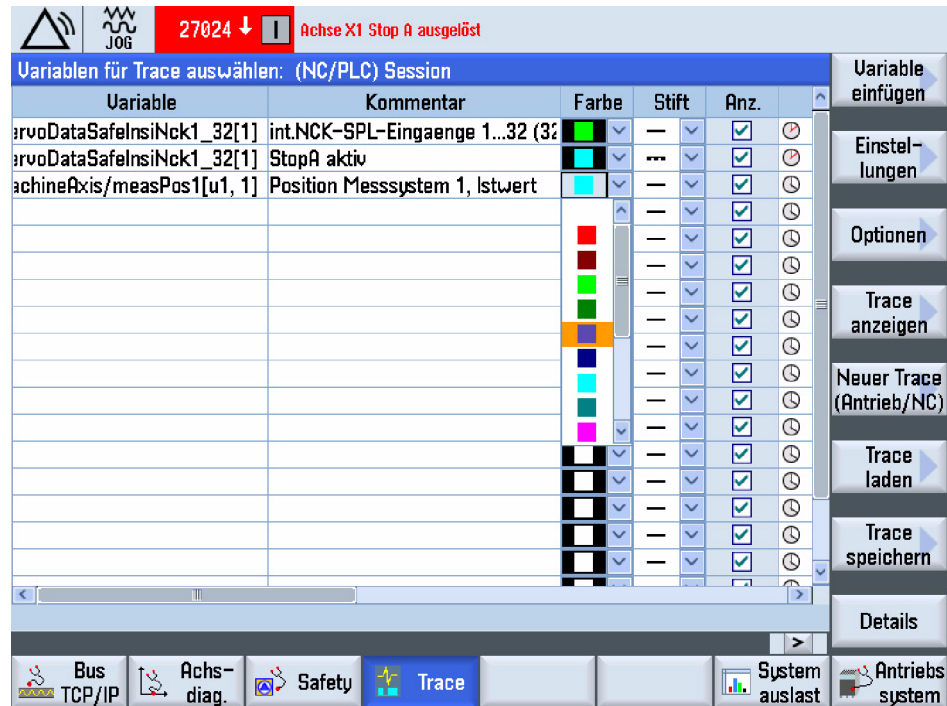 JOG
27024
Achse X1 Stop A ausgelöst
Variablen für Trace auswählen: (NC/PLC) Session
Variable Kommentar Farbe Stift Anz.
ervoDataSafeInsiNck1_32[1] int.NCK-SPL-Eingaenge 1...32 (32
ervoDataSafeInsiNck1_32[1] StopA aktiv
achineAxis/measPos1[u1, 1] Position Messsystem 1, Istwert
Variable
einfügen
Einstel-
lungen
Optionen
Trace
anzeigen
Neuer Trace
(Antrieb/NC)
Trace
laden
Trace
speichern
Details
>
Bus
TCP/IP
Achs-
diag.
Safety
Trace
System
auslast
Antriebs
system